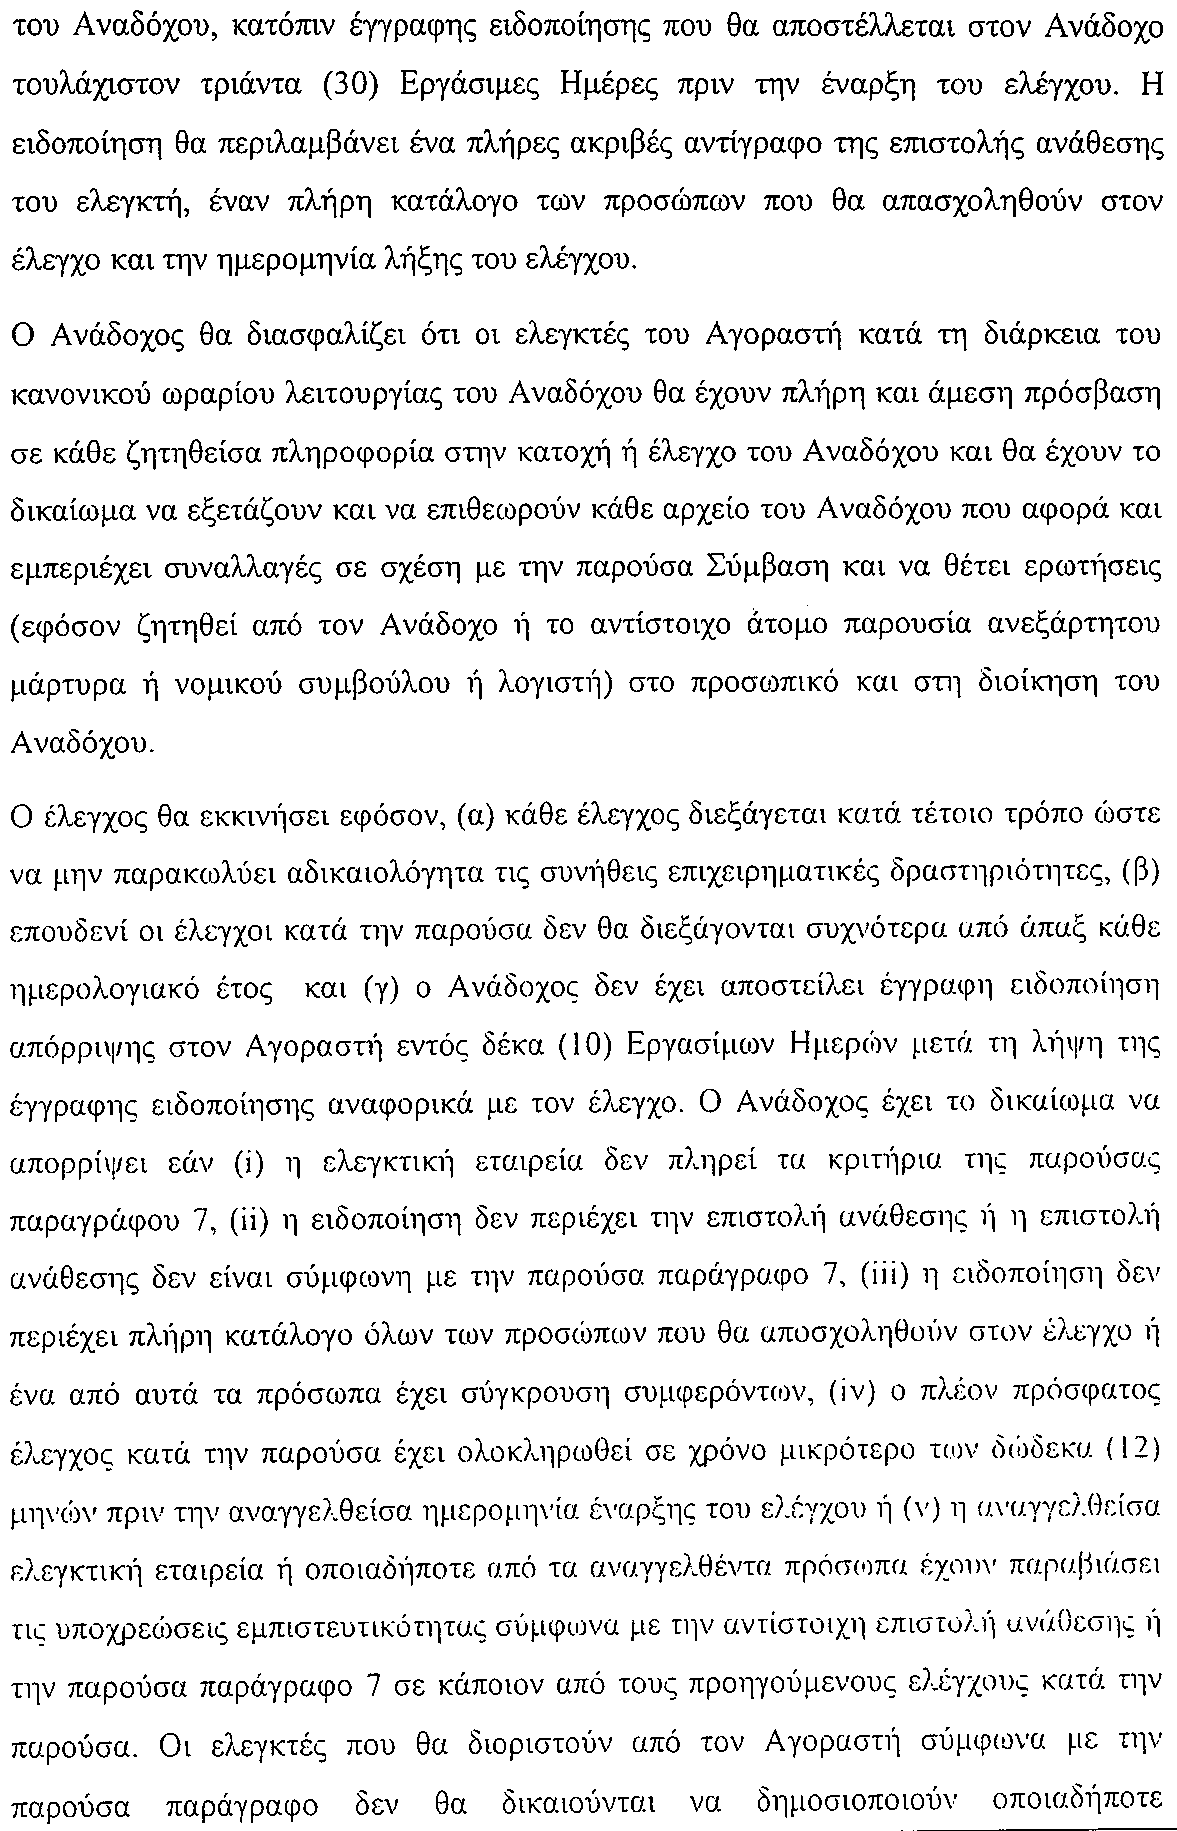 του Αναδόχου, κατόπιν έγγραφης ειδοποίησης που θα αποστέλλεται στον Ανάδοχο
τουλάχιστον τριάντα (30) Εργάσιμες Ημέρες πριν την έναρξη του ελέγχου. Η
ειδοποίηση θα περιλαμβάνει ένα πλήρες ακριβές αντίγραφο της επιστολής ανάθεσης
του ελεγκτή, έναν πλήρη κατάλογο των προσώπων που θα απασχοληθούν στον
έλεγχο και την ημερομηνία λήξης του ελέγχου.
Ο Ανάδοχος θα διασφαλίζει ότι οι ελεγκτές του Αγοραστή κατά τη διάρκεια του
κανονικού ωραρίου λειτουργίας του Αναδόχου θα έχουν πλήρη και άμεση πρόσβαση
σε κάθε ζητηθείσα πληροφορία στην κατοχή ή έλεγχο του Αναδόχου και θα έχουν το
δικαίωμα να εξετάζουν και να επιθεωρούν κάθε αρχείο του Αναδόχου που αφορά και
εμπεριέχει συναλλαγές σε σχέση με την παρούσα Σύμβαση και να θέτει ερωτήσεις
(εφόσον ζητηθεί από τον Ανάδοχο ή το αντίστοιχο άτομο παρουσία ανεξάρτητου
μάρτυρα ή νομικού συμβούλου ή λογιστή) στο προσωπικό και στη διοίκηση του
Αναδόχου.
Ο έλεγχος θα εκκινήσει εφόσον, (α) κάθε έλεγχος διεξάγεται κατά τέτοιο τρόπο ώστε
να μην παρακωλύει αδικαιολόγητα τις συνήθεις επιχειρηματικές δραστηριότητες, (β)
επουδενί οι έλεγχοι κατά την παρούσα δεν θα διεξάγονται συχνότερα από άπαξ κάθε
ημερολογιακό έτος και (γ) ο Ανάδοχος δεν έχει αποστείλει έγγραφη ειδοποίηση
απόρριψης στον Αγοραστή εντός δέκα (10) Εργασίμων Ημερών μετά τη λήψη της
έγγραφης ειδοποίησης αναφορικά με τον έλεγχο. Ο Ανάδοχος έχει το δικαίωμα να
απορρίψει εάν (i) η ελεγκτική εταιρεία δεν πληρεί τα κριτήρια της παρούσας
παραγράφου 7, (ii) η ειδοποίηση δεν περιέχει την επιστολή ανάθεσης ή η επιστολή
ανάθεσης δεν είναι σύμφωνη με την παρούσα παράγραφο 7, (iii) η ειδοποίηση δεν
περιέχει πλήρη κατάλογο όλων των προσώπων που θα αποσχοληθούν στον έλεγχο ή
ένα από αυτά τα πρόσωπα έχει σύγκρουση συμφερόντων, (iv) ο πλέον πρόσφατος
έλεγχος κατά την παρούσα έχει ολοκληρωθεί σε χρόνο μικρότερο των δώδεκα (12)
μηνών πριν την αναγγελθείσα ημερομηνία έναρξης του ελέγχου ή (v) η αναγγελθείσα
ελεγκτική εταιρεία ή οποιαδήποτε από τα αναγγελθέντα πρόσωπα έχουν παραβιάσει
τις υποχρεώσεις εμπιστευτικότητας σύμφωνα με την αντίστοιχη επιστολή ανάθεσης ή
την παρούσα παράγραφο 7 σε κάποιον από τους προηγούμενους ελέγχους κατά την
παρούσα. Οι ελεγκτές που θα διοριστούν από τον Αγοραστή σύμφωνα με την
παρούσα παράγραφο δεν θα δικαιούνται να δημοσιοποιούν οποιαδήποτε